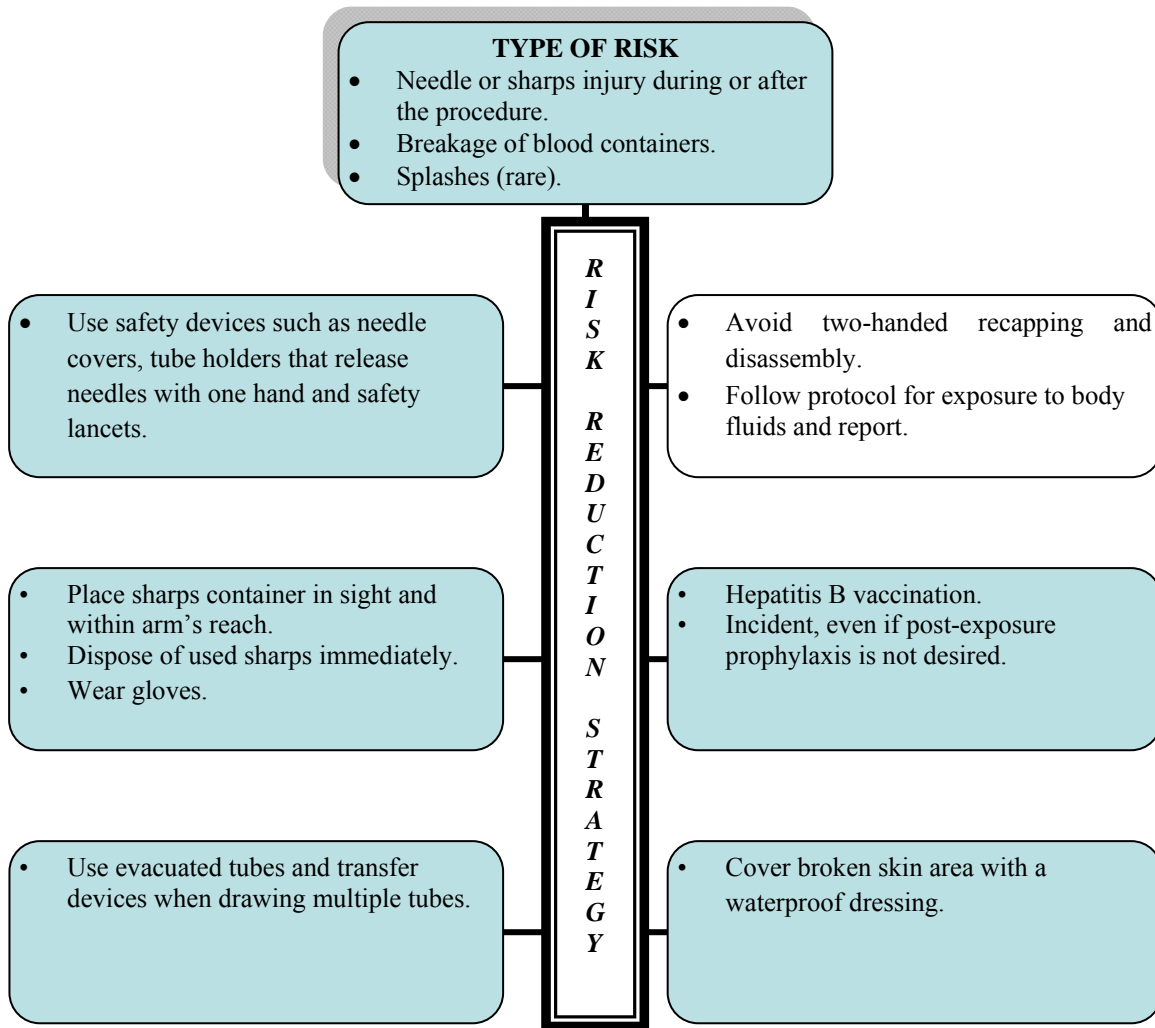 TYPE OF RISK
• Needle or sharps injury during or after
the procedure.
• Breakage of blood containers.
• Splashes (rare).
RISK REDUCTION STRATEGY
• Use safety devices such as needle
covers, tube holders that release
needles with one hand and safety
lancets.
• Avoid two-handed recapping and
disassembly.
• Follow protocol for exposure to body
fluids and report.
• Place sharps container in sight and
within arm’s reach.
• Dispose of used sharps immediately.
• Wear gloves.
• Hepatitis B vaccination.
• Incident, even if post-exposure
prophylaxis is not desired.
• Use evacuated tubes and transfer
devices when drawing multiple tubes.
• Cover broken skin area with a
waterproof dressing.